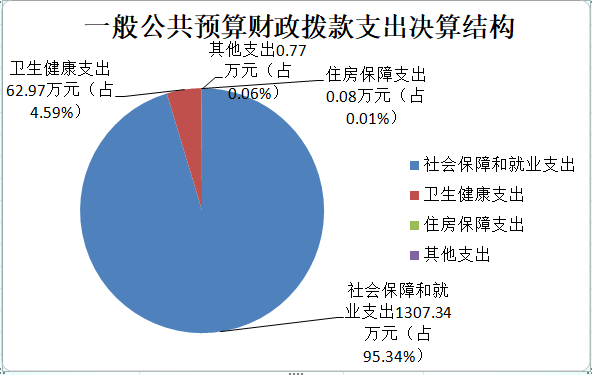 一般公共预算财政拨款支出决算结构
其他支出0.77
万元（占
0.06%）
卫生健康支出
62.97万元（占
4.59%）
住房保障支出
0.08万元（占
0.01%）
社会保障和就业支出
卫生健康支出
住房保障支出
其他支出
社会保障和就
业支出1307.34
万元（占
95.34%）